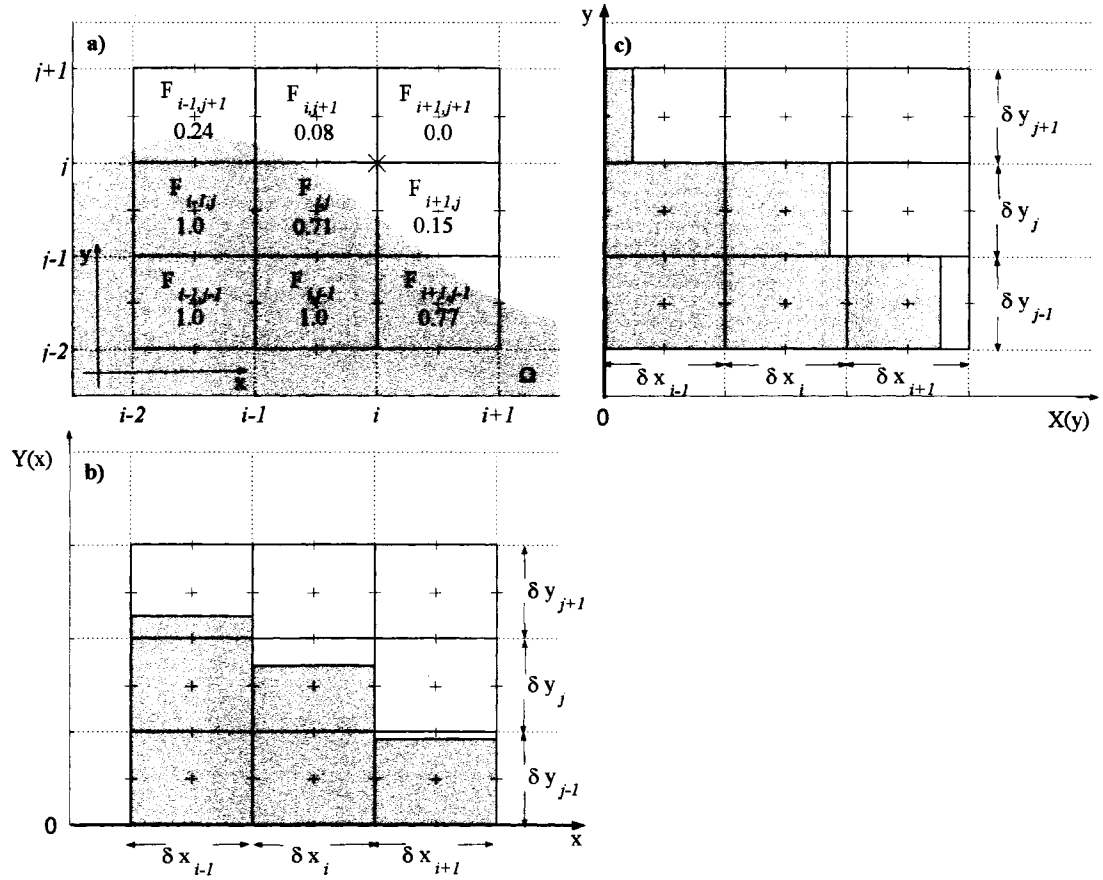 a)
j+1
i
j-1
j-2
F i-1,j+1
0.24
F i,j+1
0.08
F i+1,j+1
0.0
F i-1,j
1.0
F i,j
0.71
F i+1,j
0.15
F i-1,j-1
1.0
F i,j-1
1.0
F i+1,j-1
0.77
y
x
Ω
i-2
i-1
i
i+1
y
c)
δ y j+1
δ y j
δ y j-1
δ x i-1
δ x i
δ x i+1
0
X(y)
Y(x)
b)
δ y j+1
δ y j
δ y j-1
0
x
δ x i-1
δ x i
δ x i+1